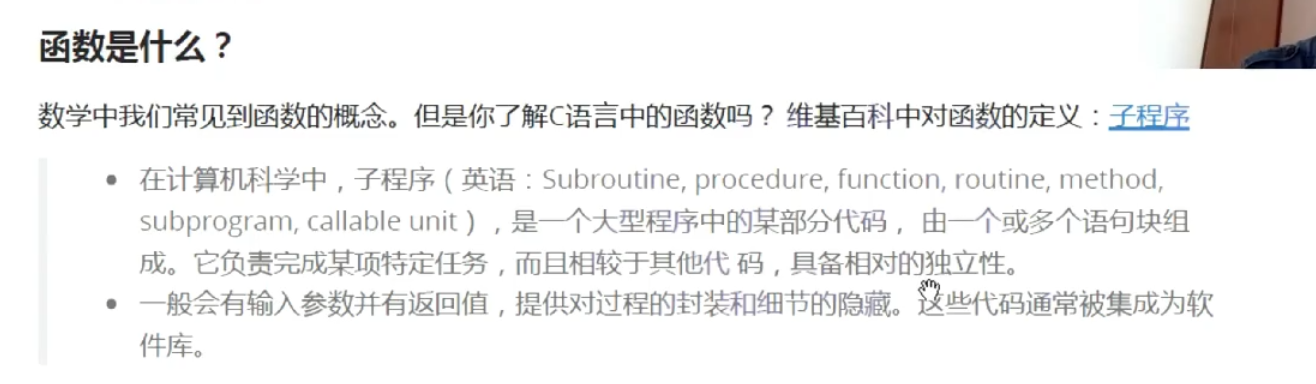 函数是什么？
数学中我们常见到函数的概念。但是你了解C语言中的函数吗？ 维基百科中对函数的定义：子程序
• 在计算机科学中，子程序（英语：Subroutine, procedure, function, routine, method,
subprogram, callable unit），是一个大型程序中的某部分代码， 由一个或多个语句块组
成。它负责完成某项特定任务，而且相较于其他代 码，具备相对的独立性。
• 一般会有输入参数并有返回值，提供对过程的封装和细节的隐藏。这些代码通常被集成为软
件库。